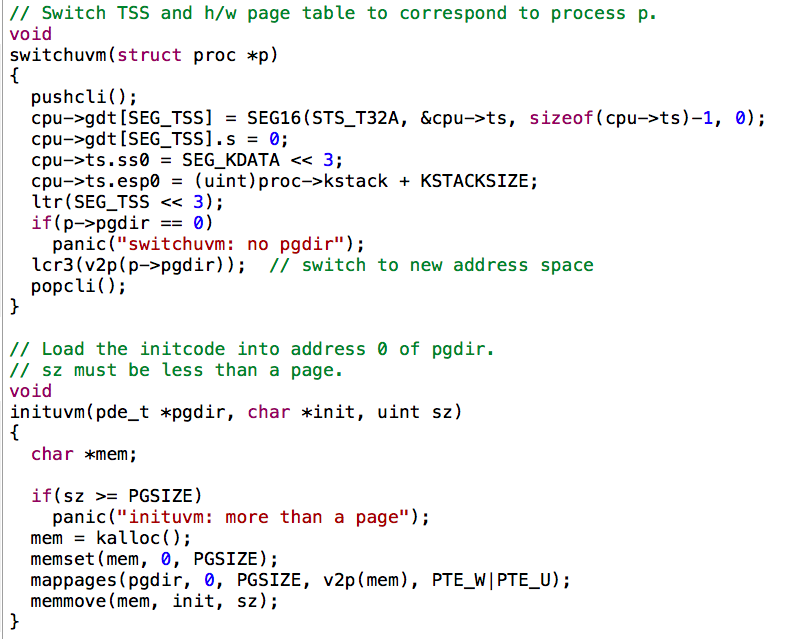 // Switch TSS and h/w page table to correspond to process p.
void
switchuvm(struct proc *p)
{
  pushcli();
  cpu->gdt[SEG_TSS] = SEG16(STS_T32A, &cpu->ts, sizeof(cpu->ts)-1, 0);
  cpu->gdt[SEG_TSS].s = 0;
  cpu->ts.ss0 = SEG_KDATA << 3;
  cpu->ts.esp0 = (uint)proc->kstack + KSTACKSIZE;
  ltr(SEG_TSS << 3);
  if(p->pgdir == 0)
    panic("switchuvm: no pgdir");
  lcr3(v2p(p->pgdir));  // switch to new address space
  popcli();
}

// Load the initcode into address 0 of pgdir.
// sz must be less than a page.
void
inituvm(pde_t *pgdir, char *init, uint sz)
{
  char *mem;

  if(sz >= PGSIZE)
    panic("inituvm: more than a page");
  mem = kalloc();
  memset(mem, 0, PGSIZE);
  mappages(pgdir, 0, PGSIZE, v2p(mem), PTE_W|PTE_U);
  memmove(mem, init, sz);
}